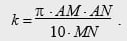 k = π · AM · AN / 10 · MN .